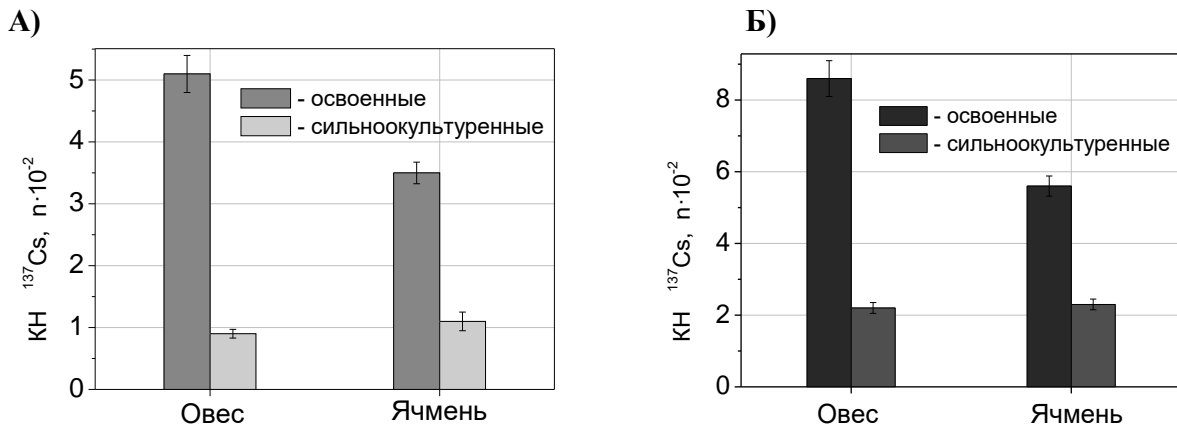 А)
КН ¹³⁷Cs, n·10⁻²
5
4
3
2
1
0
- освоенные
- сильноокультуренные
Овес Ячмень
Б)
КН ¹³⁷Cs, n·10⁻²
8
6
4
2
0
- освоенные
- сильноокультуренные
Овес Ячмень